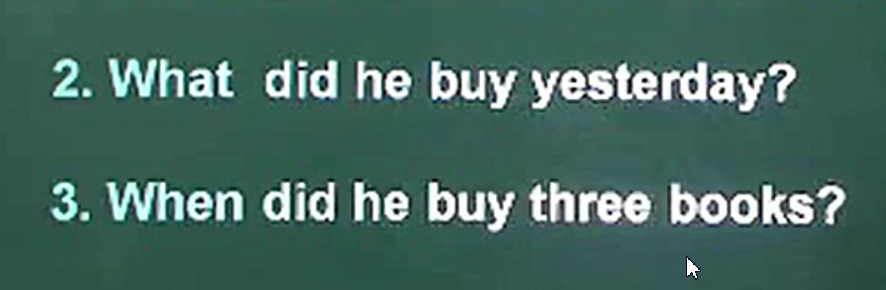 2. What did he buy yesterday?
3. When did he buy three books?